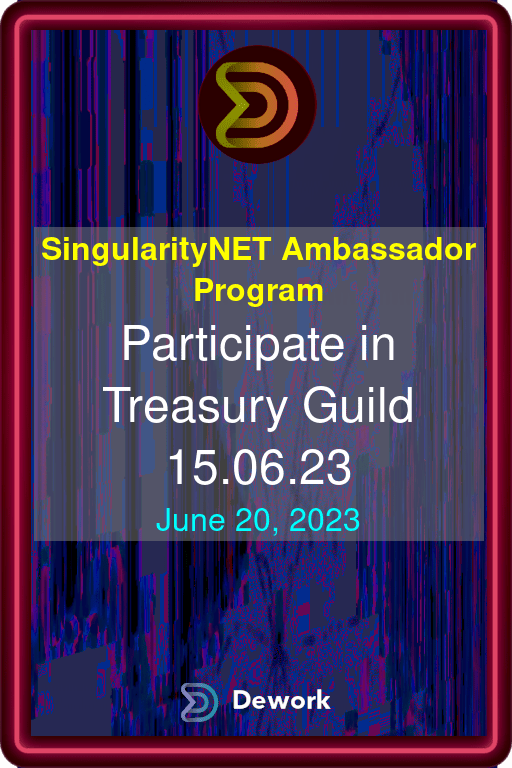 SingularityNET Ambassador
Program
Participate in
Treasury Guild
15.06.23
June 20, 2023
Dework